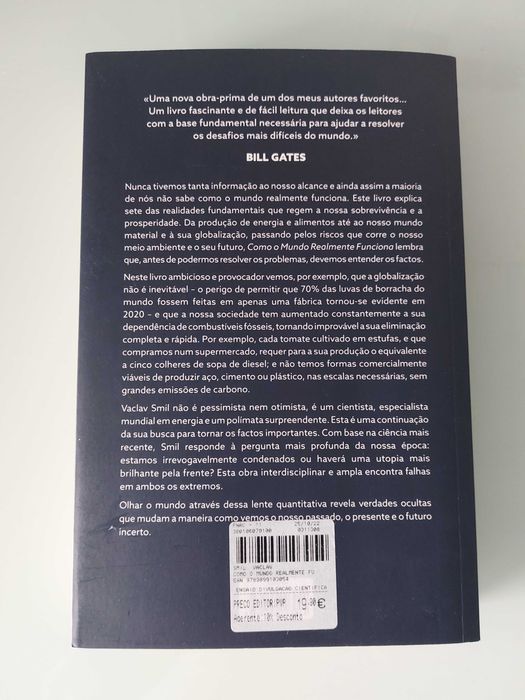 «Uma nova obra-prima de um dos meus autores favoritos...
Um livro fascinante e de fácil leitura que deixa os leitores
com a base fundamental necessária para ajudar a resolver
os desafios mais difíceis do mundo.»
BILL GATES
Nunca tivemos tanta informação ao nosso alcance e ainda assim a maioria
de nós não sabe como o mundo realmente funciona. Este livro explica
sete das realidades fundamentais que regem a nossa sobrevivência e a
prosperidade. Da produção de energia e alimentos até ao nosso mundo
material e à sua globalização, passando pelos riscos que corre o nosso
meio ambiente e o seu futuro, Como o Mundo Realmente Funciona lembra
que, antes de podermos resolver os problemas, devemos entender os factos.
Neste livro ambicioso e provocador vemos, por exemplo, que a globalização
não é inevitável – o perigo de permitir que 70% das luvas de borracha do
mundo fossem feitas em apenas uma fábrica tornou-se evidente em
2020 – e que a nossa sociedade tem aumentado constantemente a sua
dependência de combustíveis fósseis, tornando improvável a sua eliminação
completa e rápida. Por exemplo, cada tomate cultivado em estufas, e que
compramos num supermercado, requer para a sua produção o equivalente
a cinco colheres de sopa de diesel; e não temos formas comercialmente
viáveis de produzir aço, cimento ou plástico, nas escalas necessárias, sem
grandes emissões de carbono.
Vaclav Smil não é pessimista nem otimista, é um cientista, especialista
mundial em energia e um polímata surpreendente. Esta é uma continuação
da sua busca para tornar os factos importantes. Com base na ciência mais
recente, Smil responde à pergunta mais profunda da nossa época:
estamos irrevogavelmente condenados ou haverá uma utopia mais
brilhante pela frente? Esta obra interdisciplinar e ampla encontra falhas
em ambos os extremos.
Olhar o mundo através dessa lente quantitativa revela verdades ocultas
que mudam a maneira como vemos o nosso passado, o presente e o futuro
incerto.
FNAC 25/10/22
SMIL, VACLAV
COMO O MUNDO REALMENTE FU
EAN 9789899103054
ENSAIO DIVULGACAO CIENTIFICA
PRECO EDITOR/PVP 19.90 €
Aderente:10% Desconto